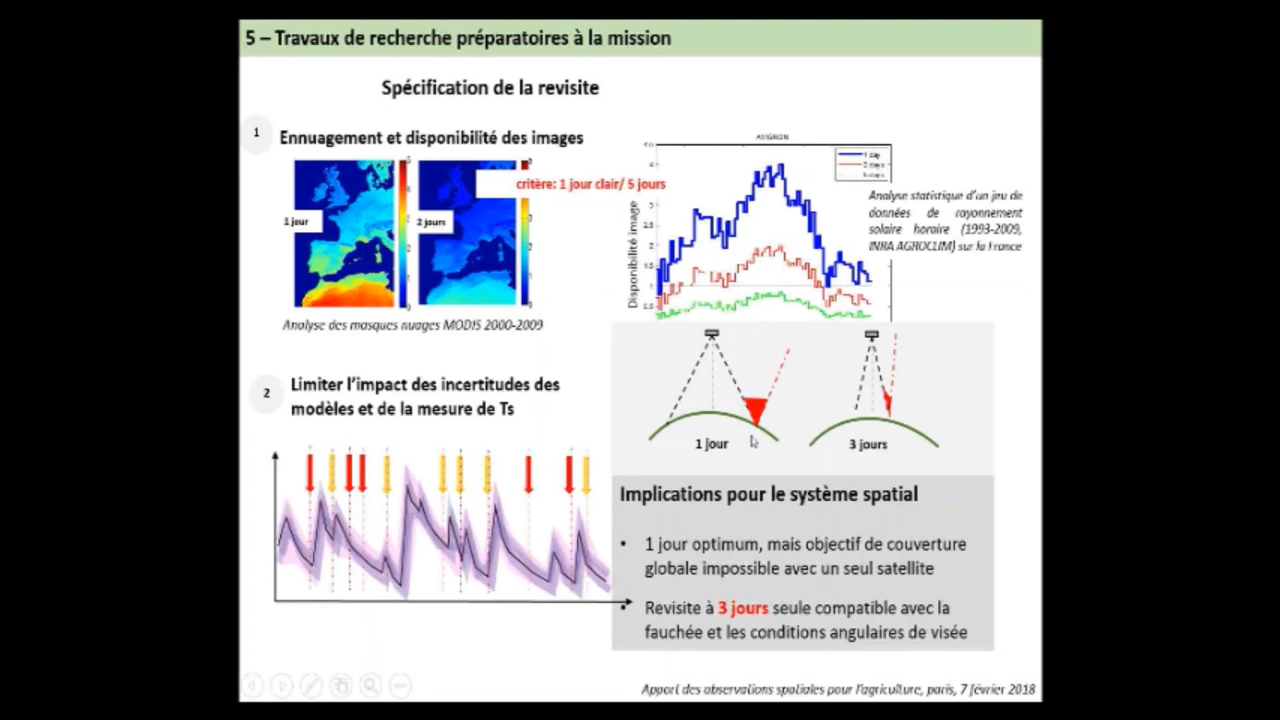 5 – Travaux de recherche préparatoires à la mission
Spécification de la revisite
1
Ennuagement et disponibilité des images
critère: 1 jour clair/ 5 jours
1 jour
2 jours
Analyse des masques nuages MODIS 2000-2009
AVIGNON
1 day
Disponibilité image
Analyse statistique d'un jeu de
données de rayonnement
solaire horaire (1993-2009,
INRA AGROCLIM) sur la France
2
Limiter l'impact des incertitudes des
modèles et de la mesure de Ts
1 jour
3 jours
Implications pour le système spatial
• 1 jour optimum, mais objectif de couverture
globale impossible avec un seul satellite
• Revisite à 3 jours seule compatible avec la
fauchée et les conditions angulaires de visée
Apport des observations spatiales pour l'agriculture, paris, 7 février 2018